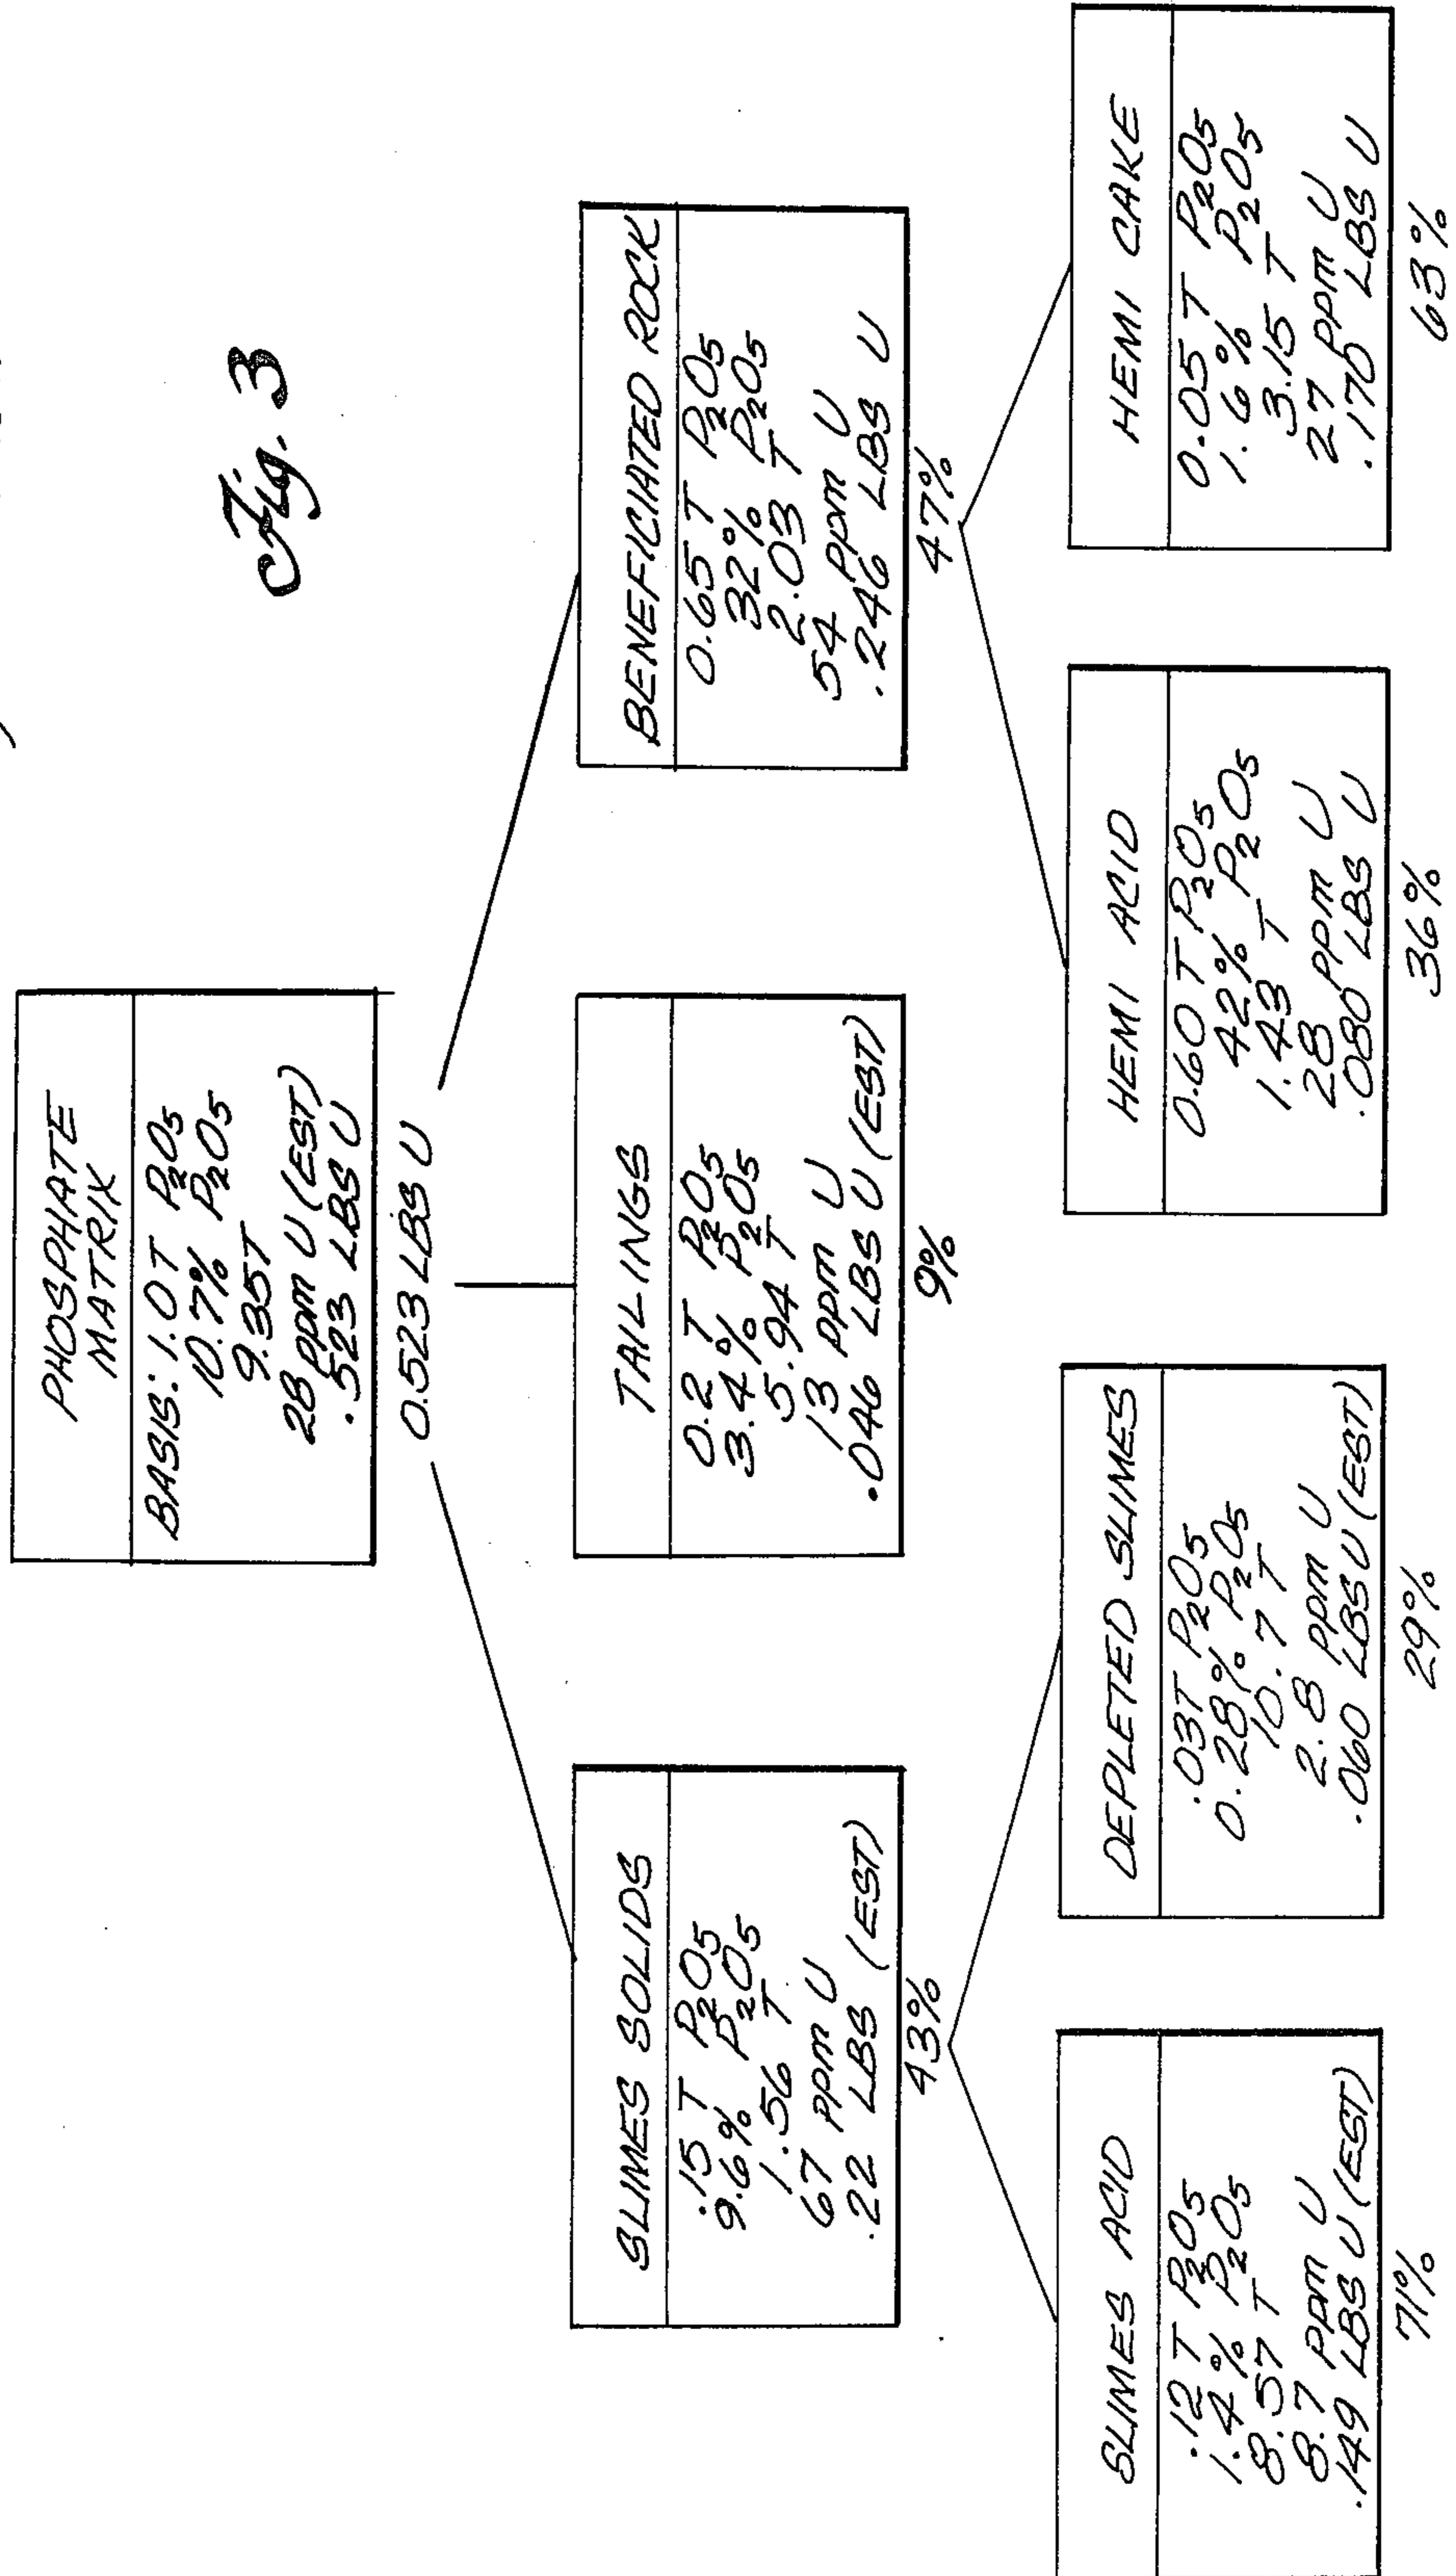 Fig. 3
PHOSPHATE
MATRIX
BASIS: 1.0 T P₂O₅
10.7% P₂O₅
9.35T
28 ppm U (EST)
.523 LBS U
0.523 LBS U
SLIMES SOLIDS
.15 T P₂O₅
9.6% P₂O₅
1.56 T
67 ppm U
.22 LBS (EST)
43%
TAILINGS
0.2 T P₂O₅
3.4% P₂O₅
5.94 T
13 ppm U
.046 LBS U (EST)
9%
BENEFICIATED ROCK
0.65 T P₂O₅
32% P₂O₅
2.03 T
54 ppm U
.246 LBS U
47%
SLIMES ACID
.12 T P₂O₅
1.4% P₂O₅
8.57 T
8.7 ppm U
.149 LBS U (EST)
71%
DEPLETED SLIMES
.03T P₂O₅
0.28% P₂O₅
10.7 T
2.8 ppm U
.060 LBS U (EST)
29%
HEMI ACID
0.60 T P₂O₅
42% P₂O₅
1.43 T
28 ppm U
.080 LBS U
36%
HEMI CAKE
0.05 T P₂O₅
1.6% P₂O₅
3.15 T
27 ppm U
.170 LBS U
63%